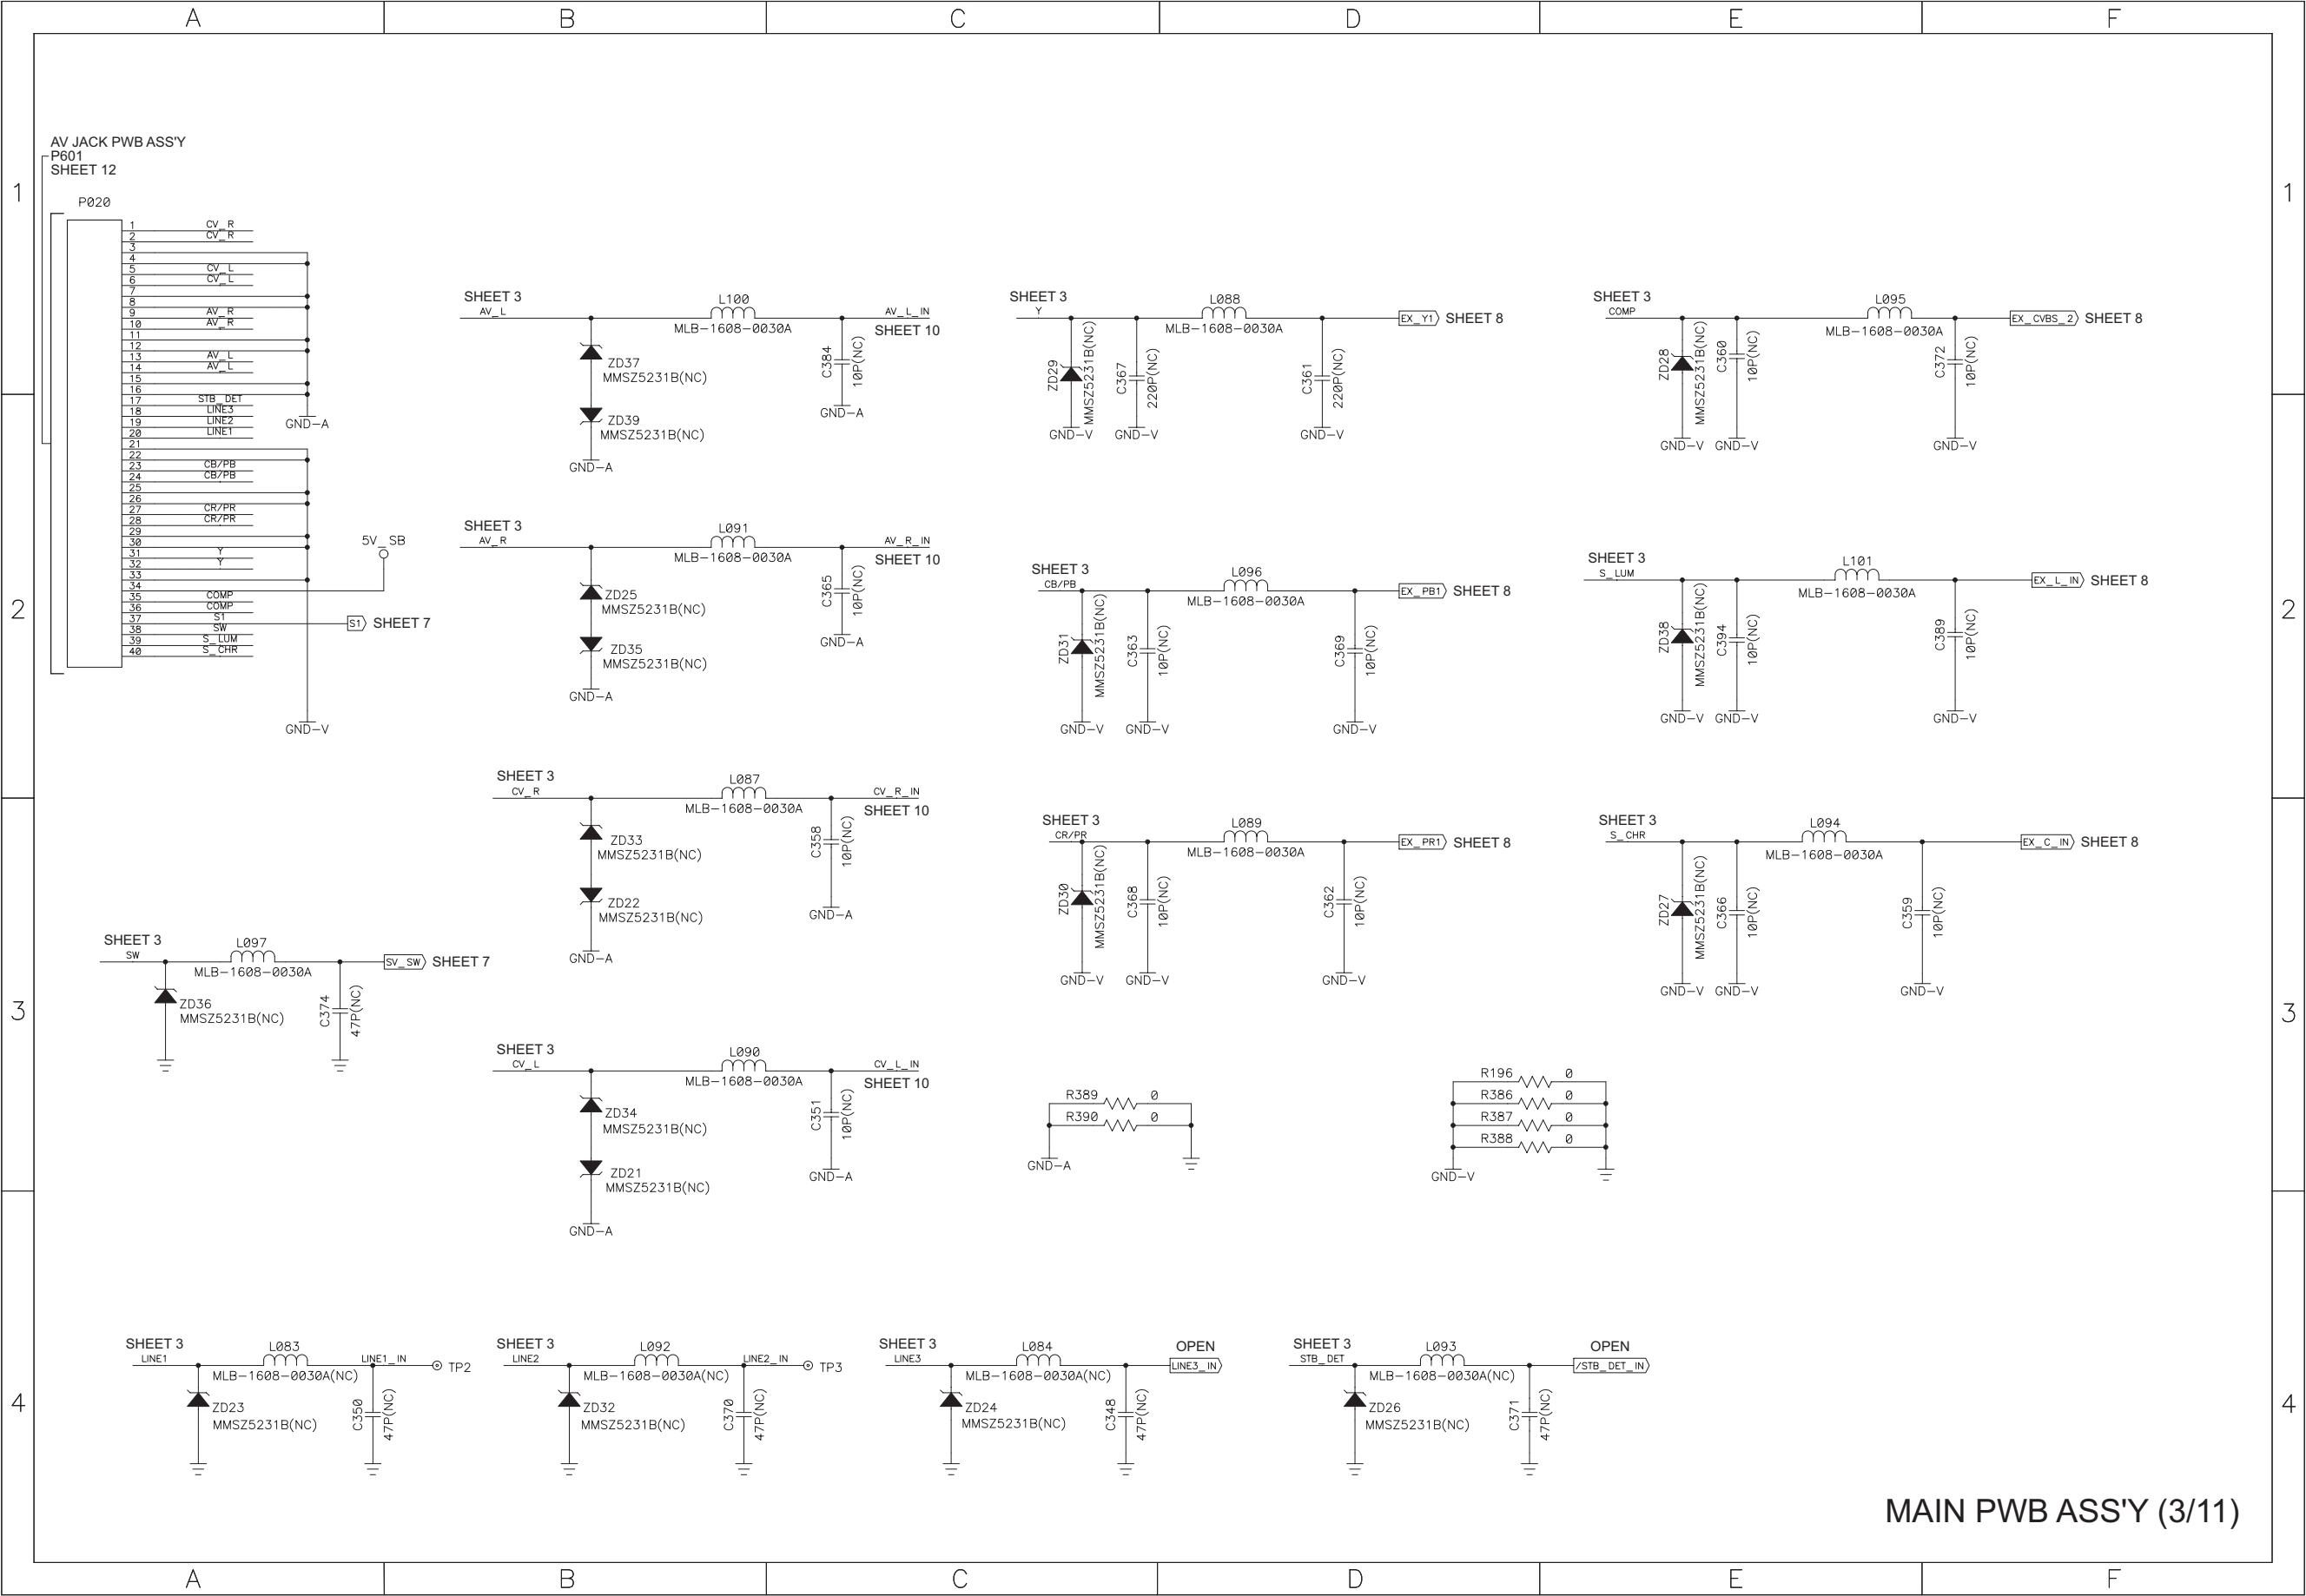 A B C D E F
1
2
3
4
1
2
3
4
AV JACK PWB ASS'Y
P601
SHEET 12
P020
1 CV_R
2 CV_R
3
4
5 CV_L
6 CV_L
7
8
9 AV_R
10 AV_R
11
12
13 AV_L
14 AV_L
15
16
17 STB_DET
18 LINE3
19 LINE2
20 LINE1
21
22
23 CB/PB
24 CB/PB
25
26
27 CR/PR
28 CR/PR
29
30
31 Y
32 Y
33
34
35 COMP
36 COMP
37 S1
38 SW
39 S_LUM
40 S_CHR
GND-A
5V_SB
S1 SHEET 7
GND-V
SHEET 3
AV_L
L100
MLB-1608-0030A
AV_L_IN
SHEET 10
ZD37
MMSZ5231B(NC)
ZD39
MMSZ5231B(NC)
GND-A
C384
10P(NC)
GND-A
SHEET 3
Y
L088
MLB-1608-0030A
EX_Y1 SHEET 8
ZD29
MMSZ5231B(NC)
C367
220P(NC)
C361
220P(NC)
GND-V GND-V GND-V
SHEET 3
COMP
L095
MLB-1608-0030A
EX_CVBS_2 SHEET 8
ZD28
MMSZ5231B(NC)
C360
10P(NC)
C372
10P(NC)
GND-V GND-V GND-V
SHEET 3
AV_R
L091
MLB-1608-0030A
AV_R_IN
SHEET 10
ZD25
MMSZ5231B(NC)
ZD35
MMSZ5231B(NC)
GND-A
C365
10P(NC)
GND-A
SHEET 3
CB/PB
L096
MLB-1608-0030A
EX_PB1 SHEET 8
ZD31
MMSZ5231B(NC)
C363
10P(NC)
C369
10P(NC)
GND-V GND-V GND-V
SHEET 3
S_LUM
L101
MLB-1608-0030A
EX_L_IN SHEET 8
ZD38
MMSZ5231B(NC)
C394
10P(NC)
C389
10P(NC)
GND-V GND-V GND-V
SHEET 3
CV_R
L087
MLB-1608-0030A
CV_R_IN
SHEET 10
ZD33
MMSZ5231B(NC)
ZD22
MMSZ5231B(NC)
GND-A
C358
10P(NC)
GND-A
SHEET 3
CR/PR
L089
MLB-1608-0030A
EX_PR1 SHEET 8
ZD30
MMSZ5231B(NC)
C368
10P(NC)
C362
10P(NC)
GND-V GND-V GND-V
SHEET 3
S_CHR
L094
MLB-1608-0030A
EX_C_IN SHEET 8
ZD27
MMSZ5231B(NC)
C366
10P(NC)
C359
10P(NC)
GND-V GND-V GND-V
SHEET 3
SW
L097
MLB-1608-0030A
SV_SW SHEET 7
ZD36
MMSZ5231B(NC)
C374
47P(NC)
SHEET 3
CV_L
L090
MLB-1608-0030A
CV_L_IN
SHEET 10
ZD34
MMSZ5231B(NC)
ZD21
MMSZ5231B(NC)
GND-A
C351
10P(NC)
GND-A
R389 0
R390 0
GND-A
R196 0
R386 0
R387 0
R388 0
GND-V
SHEET 3
LINE1
L083
MLB-1608-0030A(NC)
LINE1_IN
TP2
ZD23
MMSZ5231B(NC)
C350
47P(NC)
SHEET 3
LINE2
L092
MLB-1608-0030A(NC)
LINE2_IN
TP3
ZD32
MMSZ5231B(NC)
C370
47P(NC)
SHEET 3
LINE3
L084
MLB-1608-0030A(NC)
OPEN
LINE3_IN
ZD24
MMSZ5231B(NC)
C348
47P(NC)
SHEET 3
STB_DET
L093
MLB-1608-0030A(NC)
OPEN
/STB_DET_IN
ZD26
MMSZ5231B(NC)
C371
47P(NC)
MAIN PWB ASS'Y (3/11)
A B C D E F